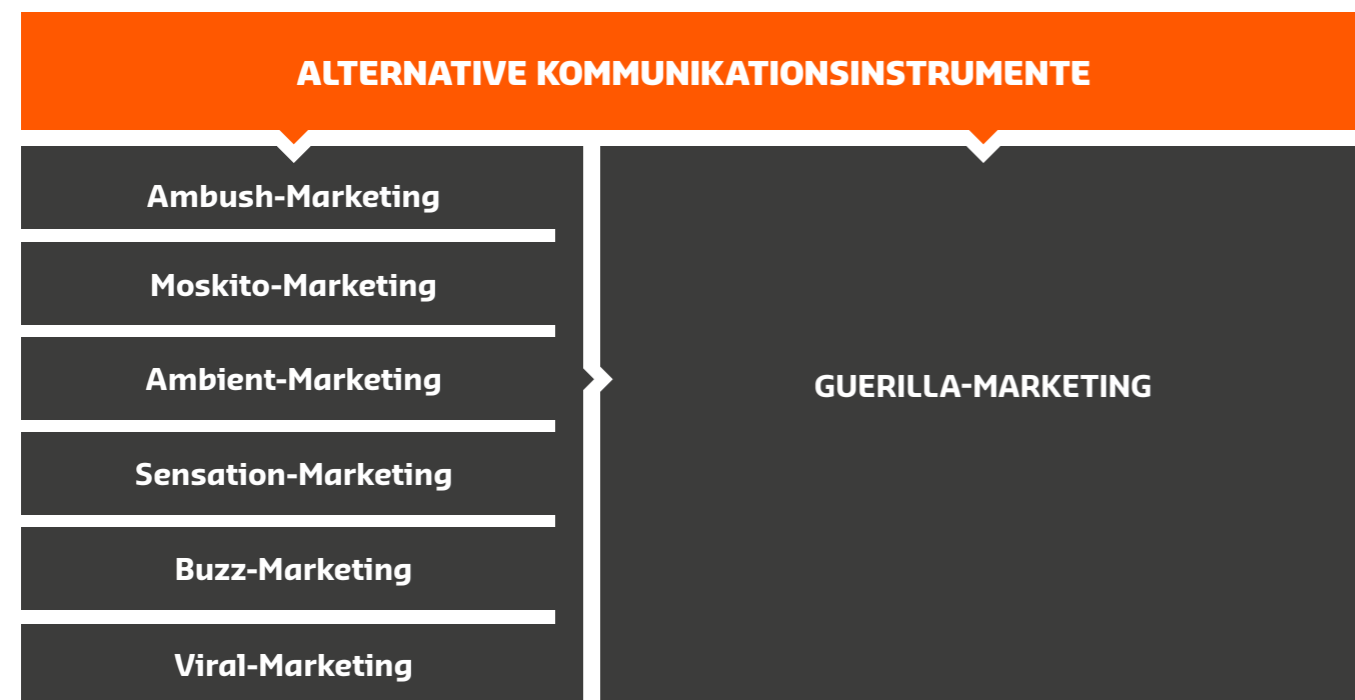 ALTERNATIVE KOMMUNIKATIONSINSTRUMENTE
Ambush-Marketing
Moskito-Marketing
Ambient-Marketing
Sensation-Marketing
Buzz-Marketing
Viral-Marketing
GUERILLA-MARKETING